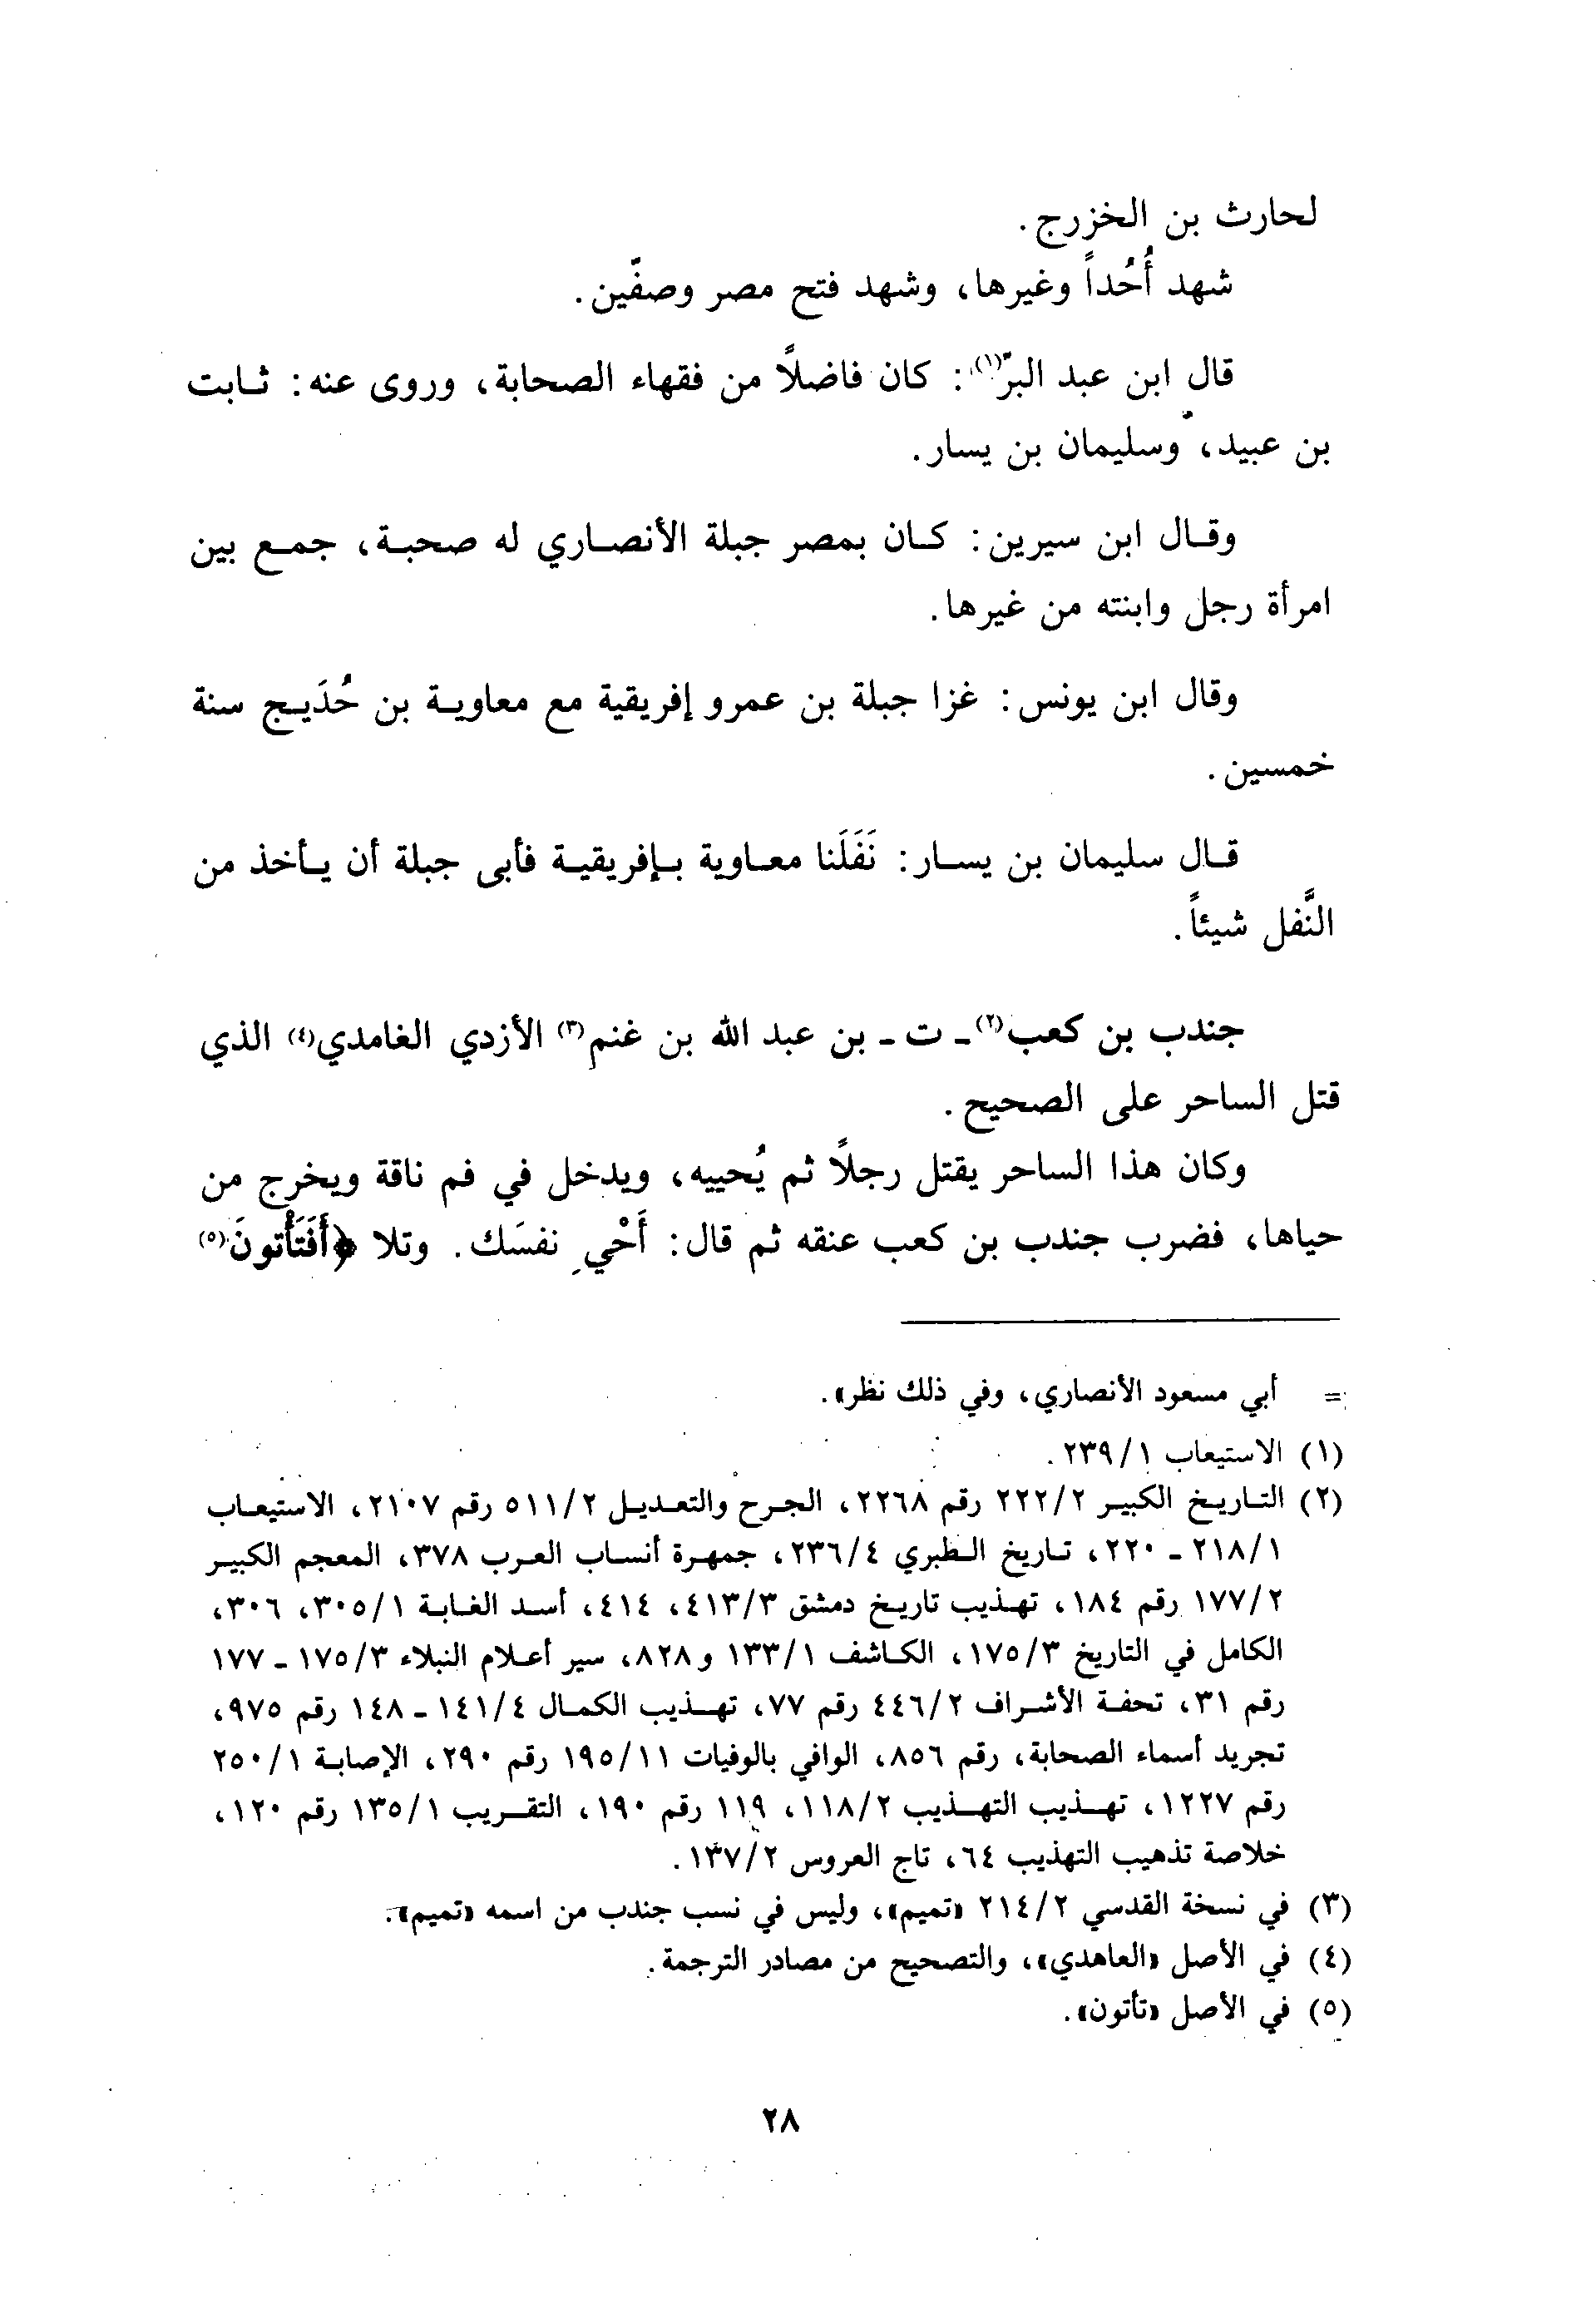 لحارث بن الخزرج.
شهد أُحُداً وغيرها، وشهد فتح مصر وصفّين.
قال ابن عبد البرّ(١): كان فاضلاً من فقهاء الصحابة، وروى عنه: ثابت
بن عبيد، وسليمان بن يسار.
وقال ابن سيرين: كان بمصر جبلة الأنصاري له صحبة، جمع بين
امرأة رجل وابنته من غيرها.
وقال ابن يونس: غزا جبلة بن عمرو إفريقية مع معاوية بن حُدَيج سنة
خمسين.
قال سليمان بن يسار: نَفَلَنا معاوية بإفريقية فأبى جبلة أن يأخذ من
النَّفل شيئاً.
جندب بن كعب(٢) ـ ت ـ بن عبد الله بن غنم(٣) الأزدي الغامدي(٤) الذي
قتل الساحر على الصحيح.
وكان هذا الساحر يقتل رجلاً ثم يُحييه، ويدخل في فم ناقة ويخرج من
حياها، فضرب جندب بن كعب عنقه ثم قال: أَحْيِ نفسَك. وتلا ﴿أَفَتَأْتونَ(٥)
= أبي مسعود الأنصاري، وفي ذلك نظر».
(١) الاستيعاب ٢٣٩/١.
(٢) التاريخ الكبير ٢٢٢/٢ رقم ٢٢٦٨، الجرح والتعديل ٥١١/٢ رقم ٢١٠٧، الاستيعاب
٢١٨/١ ـ ٢٢٠، تاريخ الطبري ٢٣٦/٤، جمهرة أنساب العرب ٣٧٨، المعجم الكبير
١٧٧/٢ رقم ١٨٤، تهذيب تاريخ دمشق ٤١٣/٣، ٤١٤، أسد الغابة ٣٠٥/١، ٣٠٦،
الكامل في التاريخ ١٧٥/٣، الكاشف ١٣٣/١ و٨٢٨، سير أعلام النبلاء ١٧٥/٣ ـ ١٧٧
رقم ٣١، تحفة الأشراف ٤٤٦/٢ رقم ٧٧، تهذيب الكمال ١٤١/٤ ـ ١٤٨ رقم ٩٧٥،
تجريد أسماء الصحابة، رقم ٨٥٦، الوافي بالوفيات ١٩٥/١١ رقم ٢٩٠، الإصابة ٢٥٠/١
رقم ١٢٢٧، تهذيب التهذيب ١١٨/٢، ١١٩ رقم ١٩٠، التقريب ١٣٥/١ رقم ١٢٠،
خلاصة تذهيب التهذيب ٦٤، تاج العروس ١٣٧/٢.
(٣) في نسخة القدسي ٢١٤/٢ «تميم»، وليس في نسب جندب من اسمه «تميم».
(٤) في الأصل «العاهدي»، والتصحيح من مصادر الترجمة.
(٥) في الأصل «تأتون».
٢٨